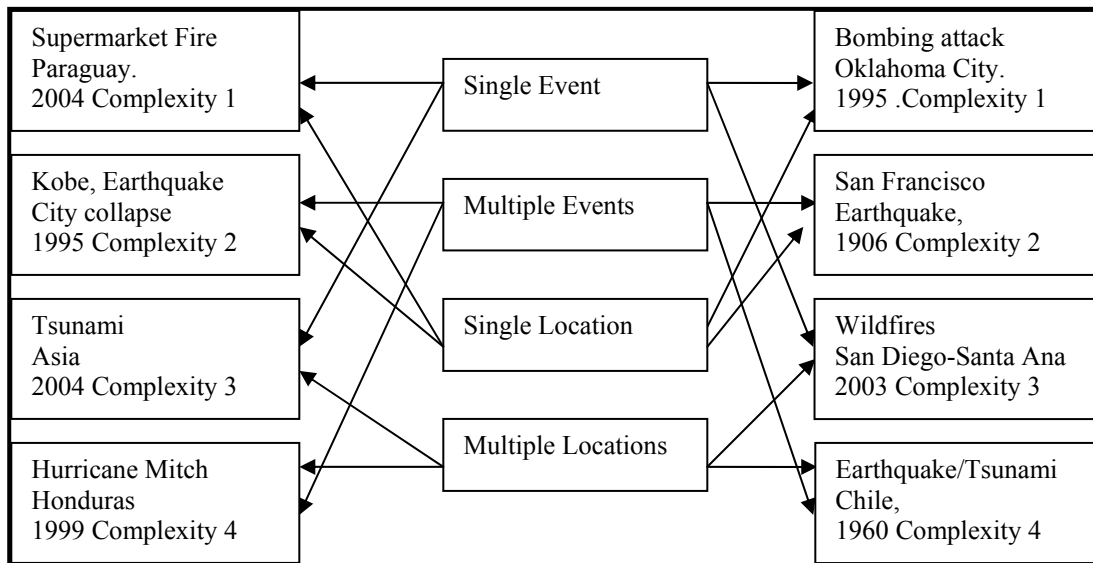 Supermarket Fire
Paraguay.
2004 Complexity 1
Kobe, Earthquake
City collapse
1995 Complexity 2
Tsunami
Asia
2004 Complexity 3
Hurricane Mitch
Honduras
1999 Complexity 4
Single Event
Multiple Events
Single Location
Multiple Locations
Bombing attack
Oklahoma City.
1995 .Complexity 1
San Francisco
Earthquake,
1906 Complexity 2
Wildfires
San Diego-Santa Ana
2003 Complexity 3
Earthquake/Tsunami
Chile,
1960 Complexity 4